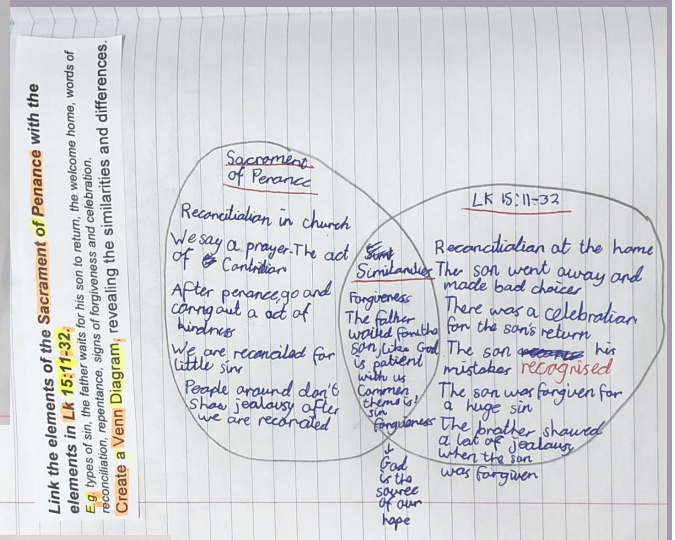 Link the elements of the Sacrament of Penance with the
elements in Lk 15:11-32.
E.g. types of sin, the father waits for his son to return, the welcome home, words of
reconciliation, repentance, signs of forgiveness and celebration.
Create a Venn Diagram, revealing the similarities and differences.
Sacrament
of Penance
Reconciliation in church
We say a prayer. The act
of Contrition
After penance, go and
carring out a act of
kindness
We are reconciled for
little sins
People around don't
show jealousy after
we are reconciled
Similarities
Forgiveness
The father
waited for the
son, like God
is patient
with us
Common
theme is!
sin
Forgiveness
↓
God
is the
source
of our
hope
LK 15:11-32
Reconciliation at the home
The son went away and
made bad choices
There was a celebration
for the son's return
The son his
mistakes recognised
The son was forgiven for
a huge sin
The brother showed
a lot of jealousy
when the son
was forgiven